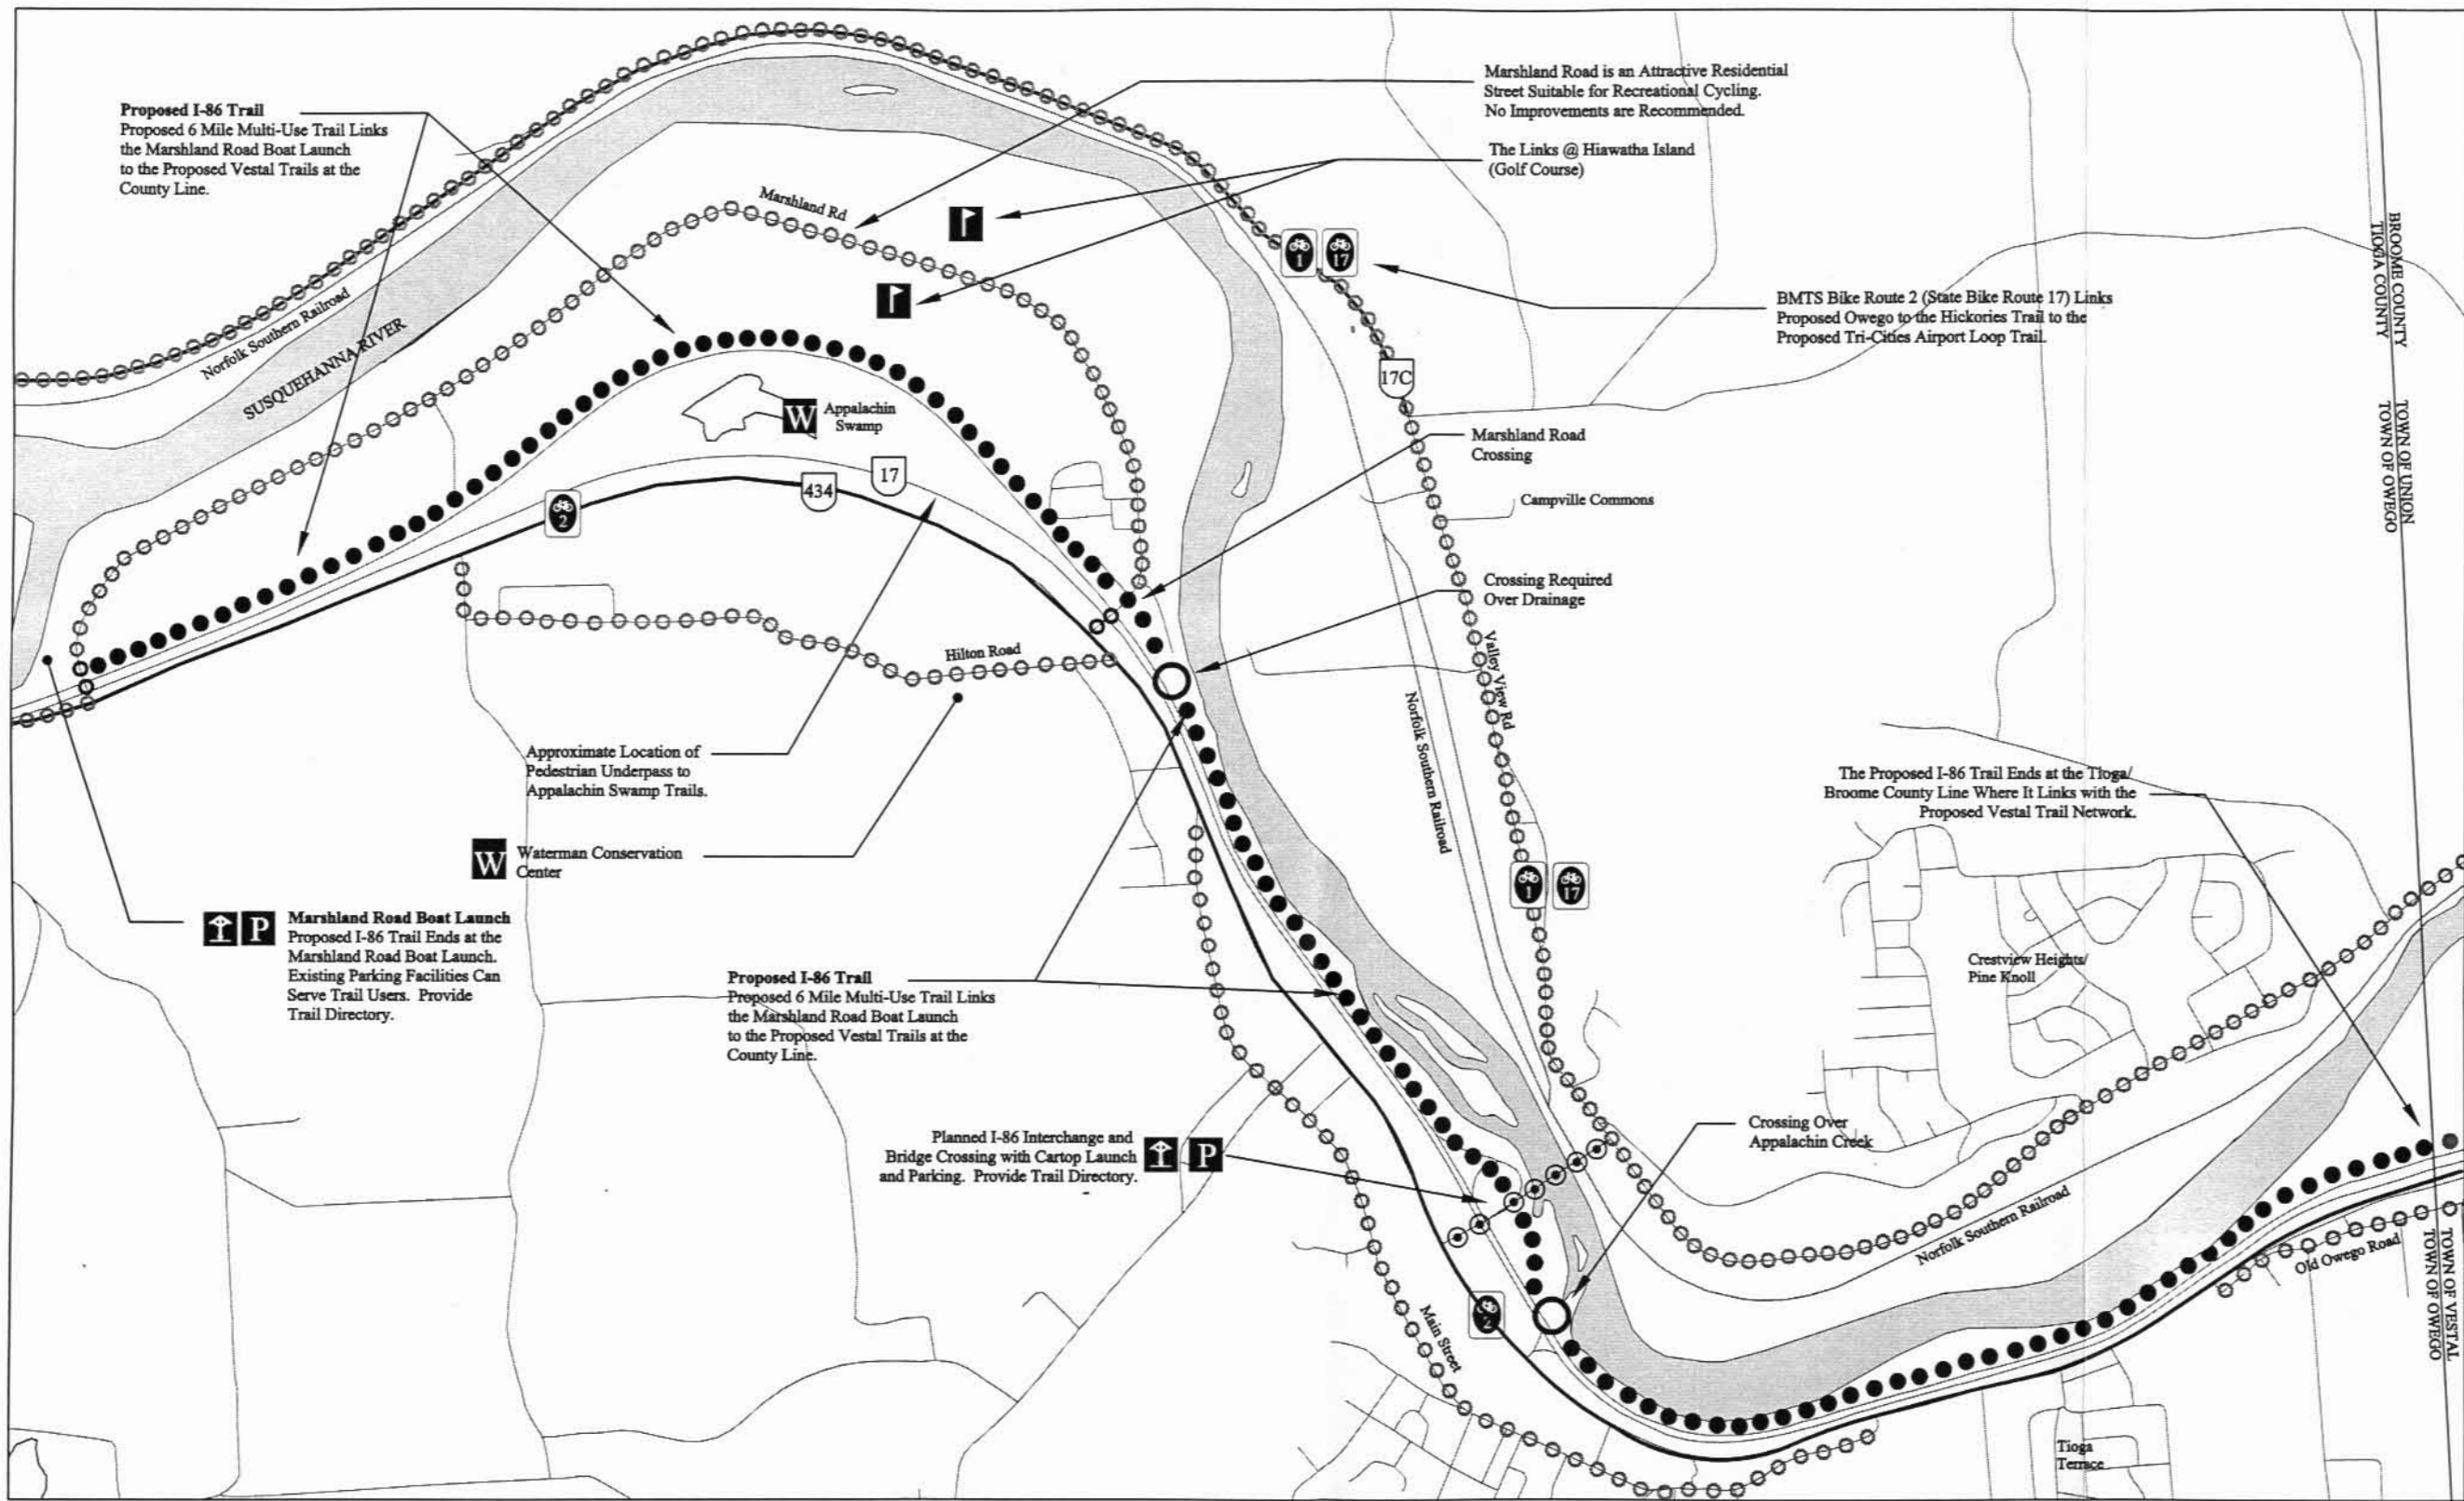 Proposed I-86 Trail
Proposed 6 Mile Multi-Use Trail Links
the Marshland Road Boat Launch
to the Proposed Vestal Trails at the
County Line.
Marshland Road is an Attractive Residential
Street Suitable for Recreational Cycling.
No Improvements are Recommended.
The Links @ Hiawatha Island
(Golf Course)
Marshland Rd
Norfolk Southern Railroad
SUSQUEHANNA RIVER
1
17
BMTS Bike Route 2 (State Bike Route 17) Links
Proposed Owego to the Hickories Trail to the
Proposed Tri-Cities Airport Loop Trail.
BROOME COUNTY
TIOGA COUNTY
17C
W
Appalachin
Swamp
TOWN OF UNION
TOWN OF OWEGO
Marshland Road
Crossing
17
434
2
Campville Commons
Crossing Required
Over Drainage
Hilton Road
Valley View Rd
Norfolk Southern Railroad
Approximate Location of
Pedestrian Underpass to
Appalachin Swamp Trails.
The Proposed I-86 Trail Ends at the Tioga/
Broome County Line Where It Links with the
Proposed Vestal Trail Network.
W
Waterman Conservation
Center
1
17
P
Marshland Road Boat Launch
Proposed I-86 Trail Ends at the
Marshland Road Boat Launch.
Existing Parking Facilities Can
Serve Trail Users. Provide
Trail Directory.
Proposed I-86 Trail
Proposed 6 Mile Multi-Use Trail Links
the Marshland Road Boat Launch
to the Proposed Vestal Trails at the
County Line.
Crestview Heights/
Pine Knoll
Planned I-86 Interchange and
Bridge Crossing with Cartop Launch
and Parking. Provide Trail Directory.
P
Crossing Over
Appalachin Creek
Norfolk Southern Railroad
Old Owego Road
TOWN OF VESTAL
TOWN OF OWEGO
2
Main Street
Tioga
Terrace